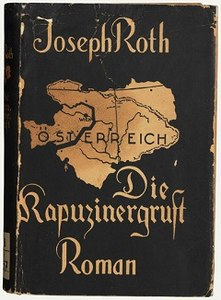 Joseph Roth
ÖSTERREICH
Die
Kapuzinergruft
Roman